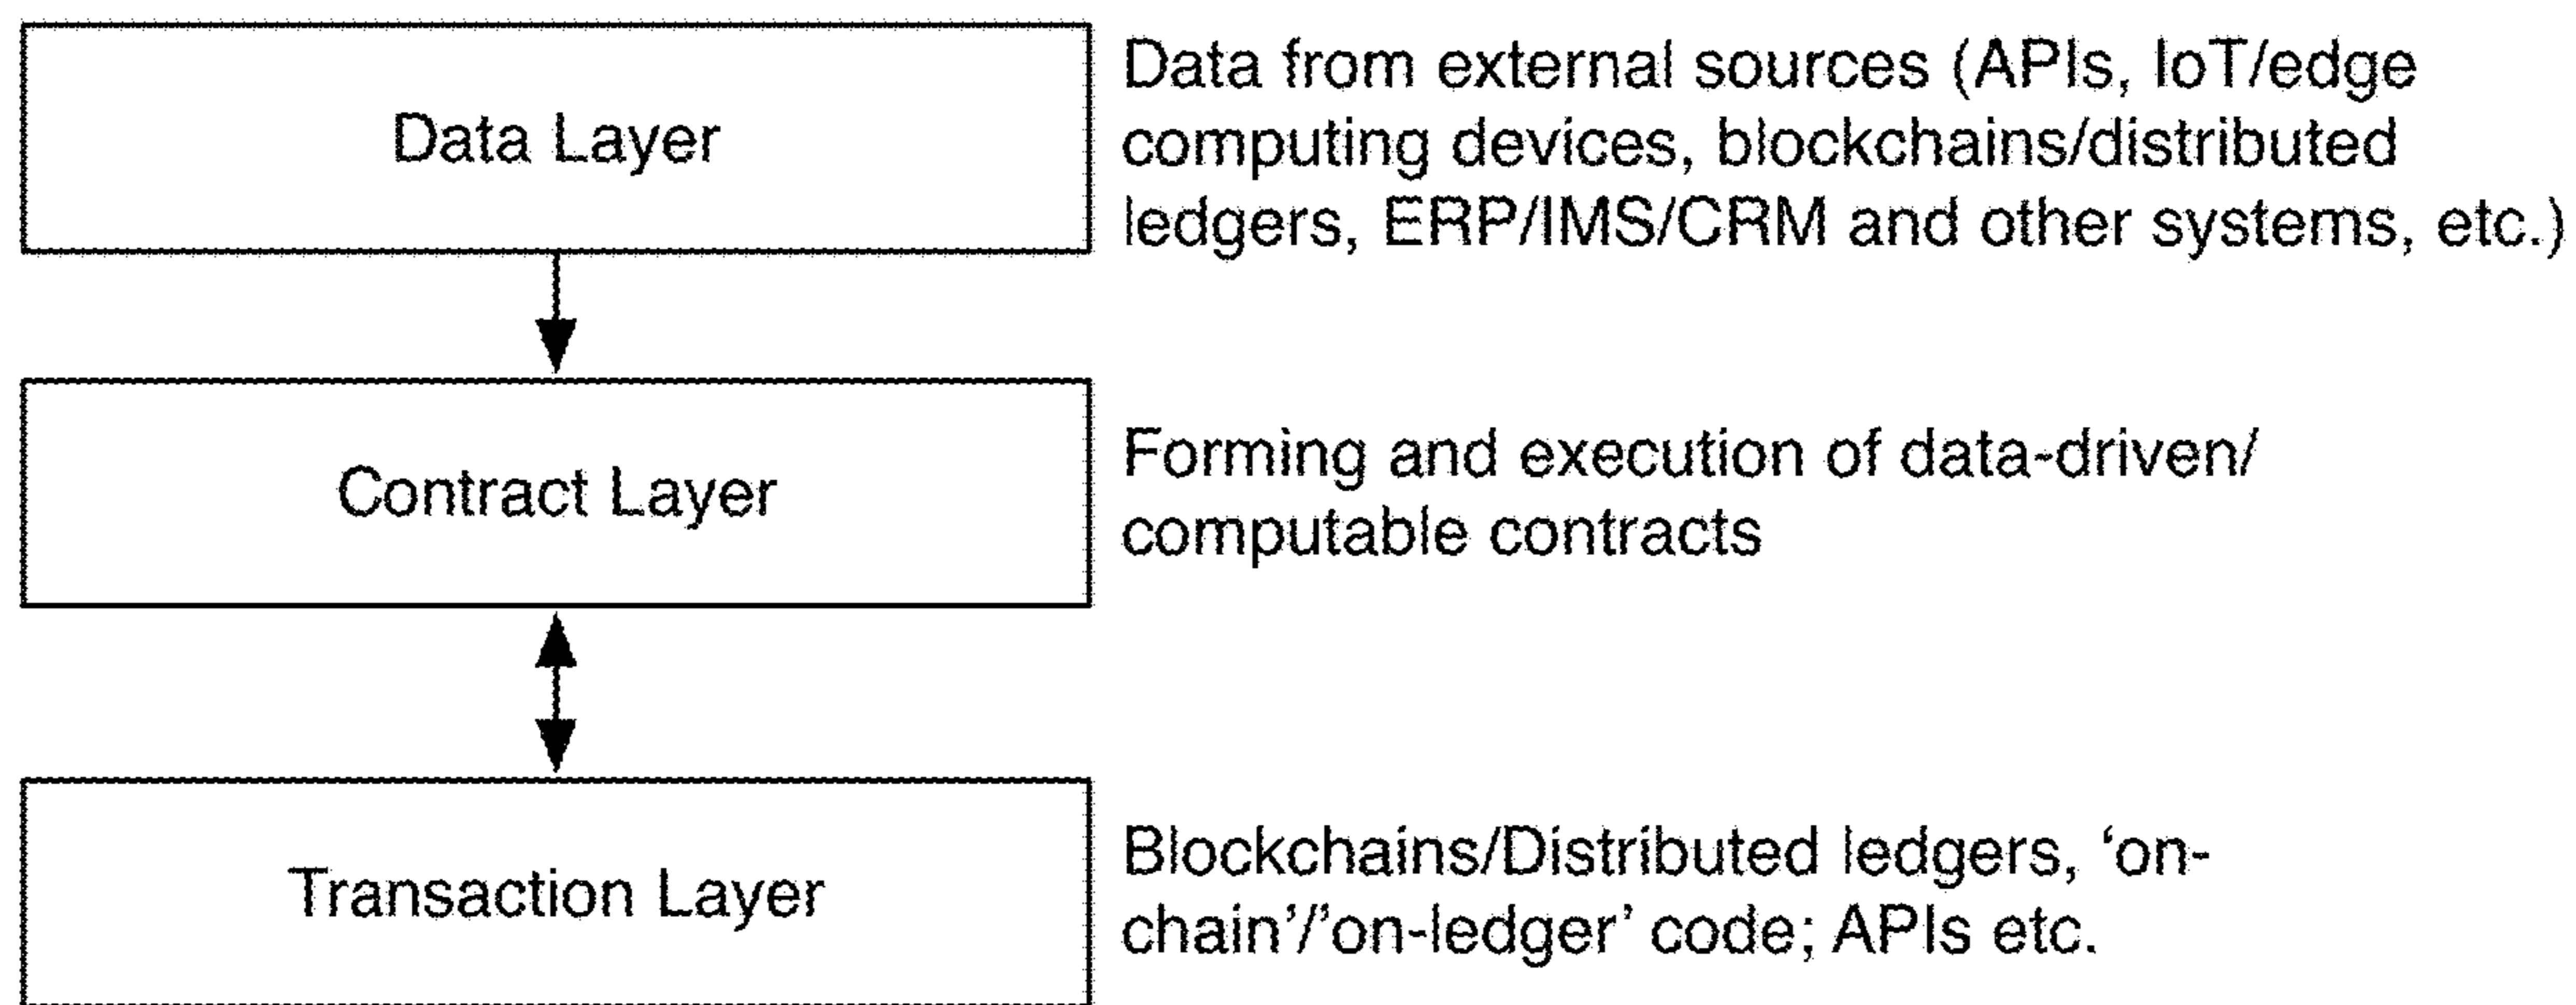 Data Layer
Data from external sources (APIs, IoT/edge
computing devices, blockchains/distributed
ledgers, ERP/IMS/CRM and other systems, etc.)
Contract Layer
Forming and execution of data-driven/
computable contracts
Transaction Layer
Blockchains/Distributed ledgers, ‘on-
chain’/’on-ledger’ code; APIs etc.